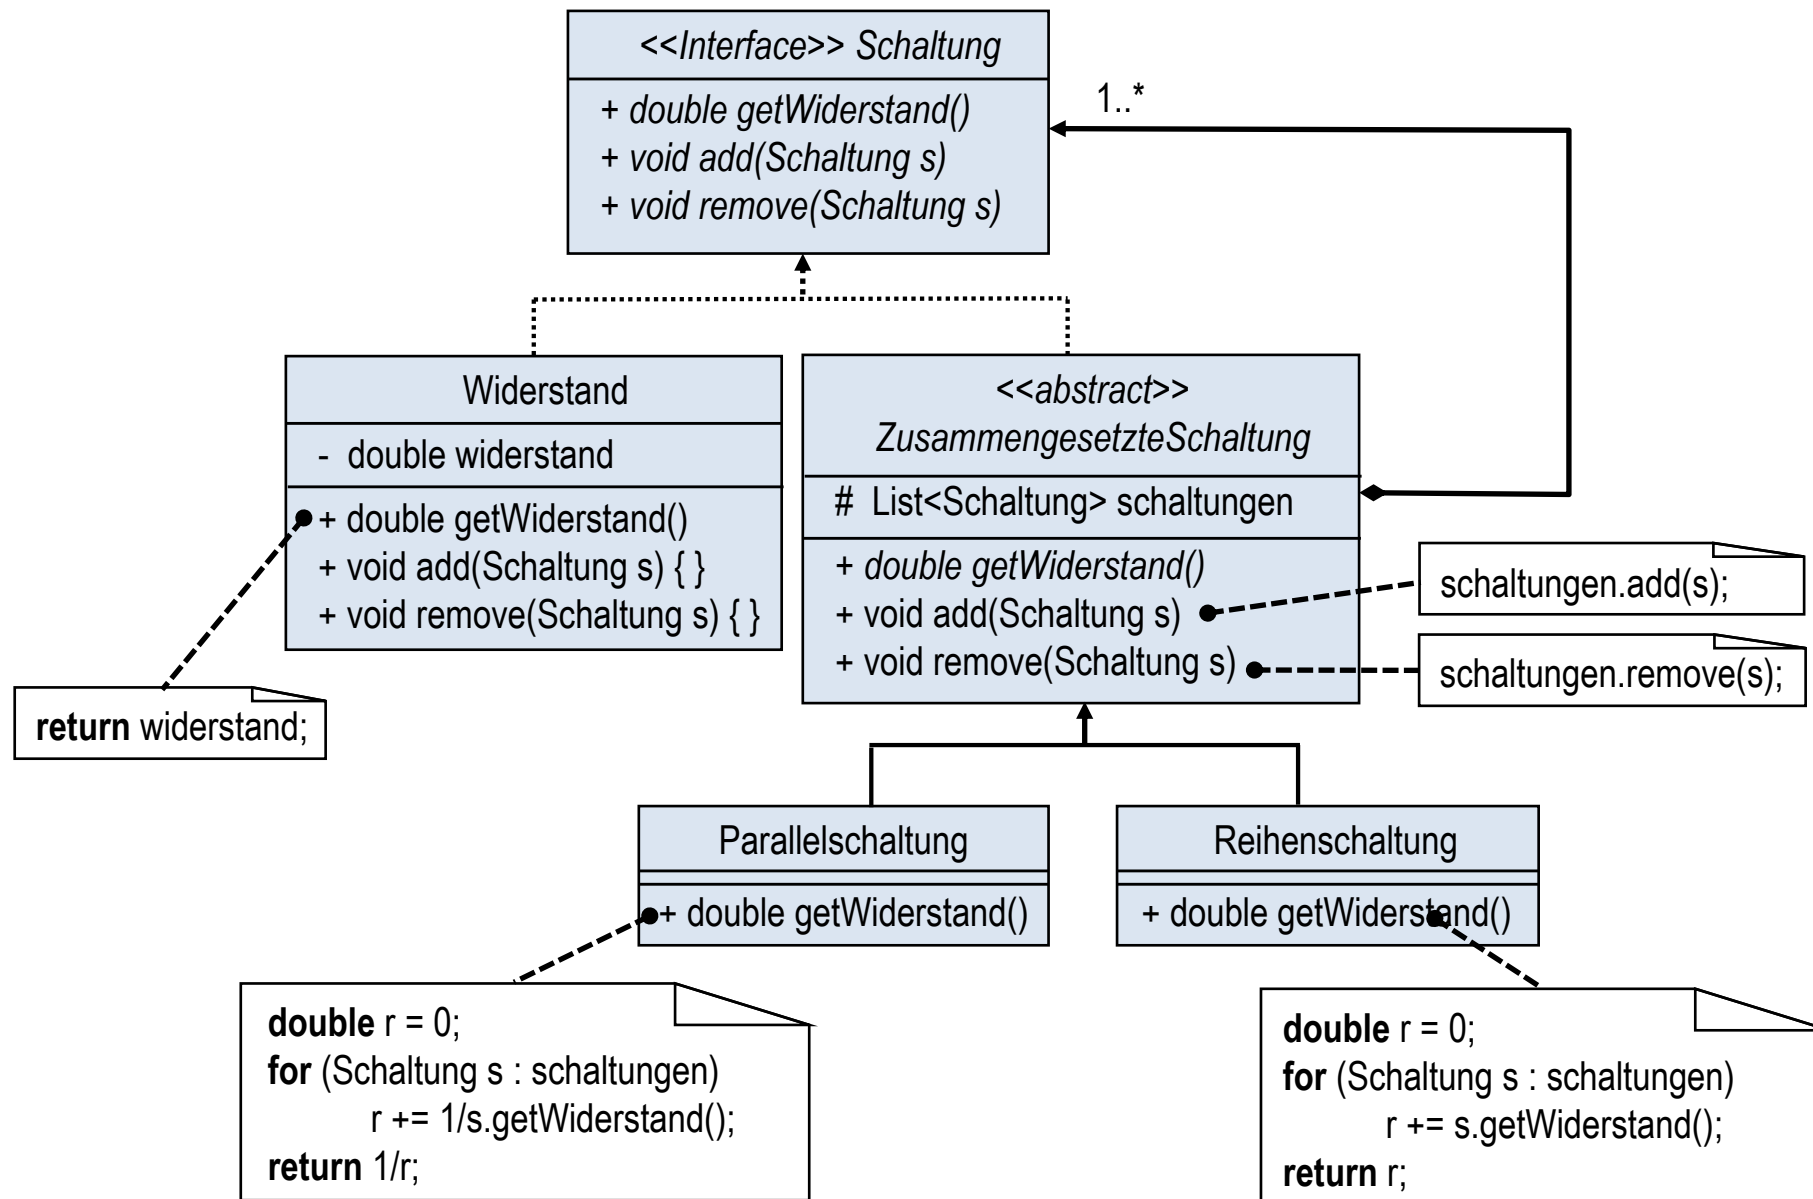 <<Interface>> Schaltung
+ double getWiderstand()
+ void add(Schaltung s)
+ void remove(Schaltung s)
1..*
Widerstand
- double widerstand
+ double getWiderstand()
+ void add(Schaltung s) { }
+ void remove(Schaltung s) { }
return widerstand;
<<abstract>>
ZusammengesetzteSchaltung
# List<Schaltung> schaltungen
+ double getWiderstand()
+ void add(Schaltung s)
+ void remove(Schaltung s)
schaltungen.add(s);
schaltungen.remove(s);
Parallelschaltung
+ double getWiderstand()
Reihenschaltung
+ double getWiderstand()
double r = 0;
for (Schaltung s : schaltungen)
r += 1/s.getWiderstand();
return 1/r;
double r = 0;
for (Schaltung s : schaltungen)
r += s.getWiderstand();
return r;